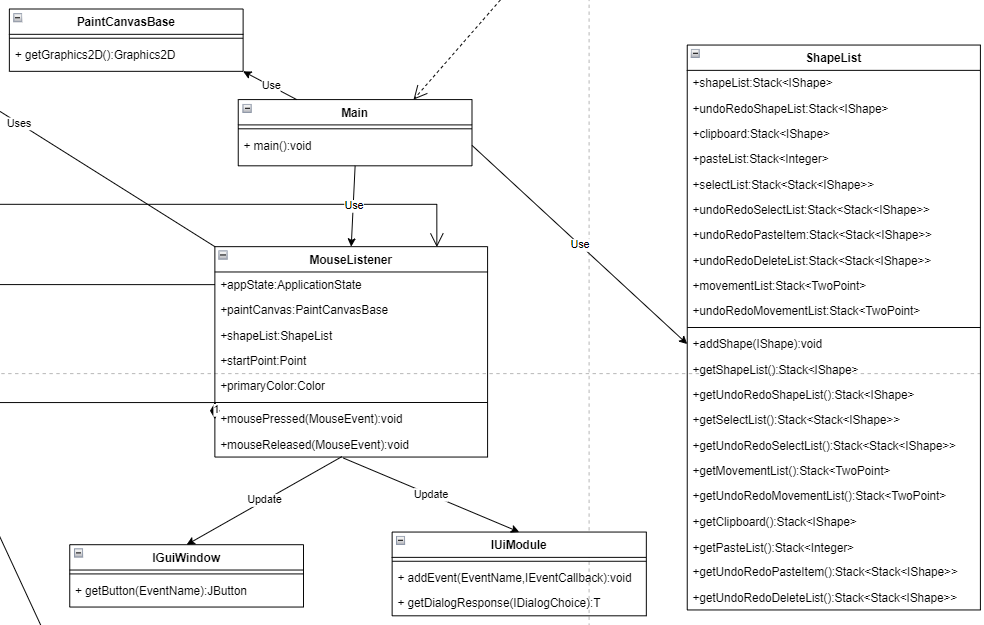 PaintCanvasBase
+ getGraphics2D():Graphics2D
Use
Uses
Main
+ main():void
Use
Use
MouseListener
+appState:ApplicationState
+paintCanvas:PaintCanvasBase
+shapeList:ShapeList
+startPoint:Point
+primaryColor:Color
1
+mousePressed(MouseEvent):void
+mouseReleased(MouseEvent):void
Update
Update
IGuiWindow
+ getButton(EventName):JButton
IUiModule
+ addEvent(EventName,IEventCallback):void
+ getDialogResponse(IDialogChoice):T
ShapeList
+shapeList:Stack<IShape>
+undoRedoShapeList:Stack<IShape>
+clipboard:Stack<IShape>
+pasteList:Stack<Integer>
+selectList:Stack<Stack<IShape>>
+undoRedoSelectList:Stack<Stack<IShape>>
+undoRedoPasteItem:Stack<Stack<IShape>>
+undoRedoDeleteList:Stack<Stack<IShape>>
+movementList:Stack<TwoPoint>
+undoRedoMovementList:Stack<TwoPoint>
+addShape(IShape):void
+getShapeList():Stack<IShape>
+getUndoRedoShapeList():Stack<IShape>
+getSelectList():Stack<Stack<IShape>>
+getUndoRedoSelectList():Stack<Stack<IShape>>
+getMovementList():Stack<TwoPoint>
+getUndoRedoMovementList():Stack<TwoPoint>
+getClipboard():Stack<IShape>
+getPasteList():Stack<Integer>
+getUndoRedoPasteItem():Stack<Stack<IShape>>
+getUndoRedoDeleteList():Stack<Stack<IShape>>